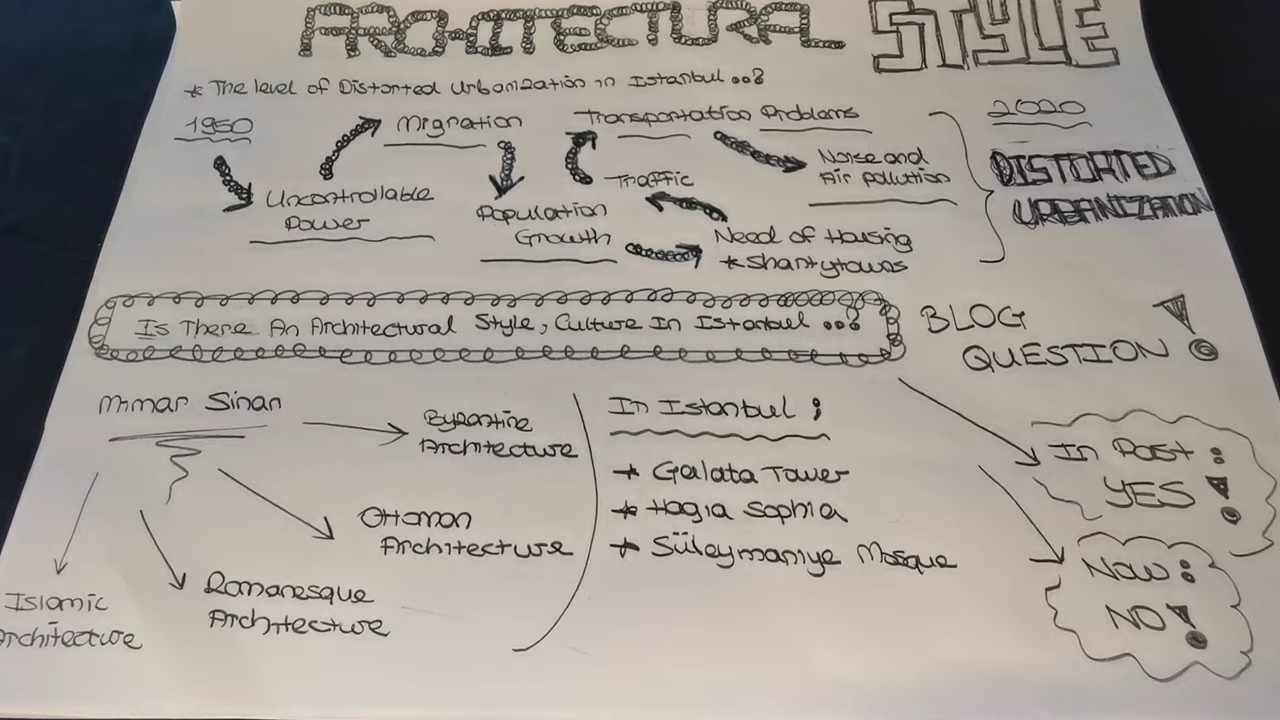 ARCHITECTURAL STYLE
* The level of Distorted Urbanization in Istanbul ..?
1950
Migration
Transportation Problems
2020
Uncontrollable
Power
Population
Growth
Traffic
Noise and
Air pollution
Need of Housing
* Shantytowns
DISTORTED
URBANIZATION
Is There An Architectural Style, Culture In Istanbul ...?
BLOG
QUESTION !
Mimar Sinan
Byzantine
Architecture
Ottoman
Architecture
Romanesque
Architecture
Islamic
Architecture
In Istanbul ;
* Galata Tower
* Hagia Sophia
* Süleymaniye Mosque
In Past :
YES !
Now :
NO !